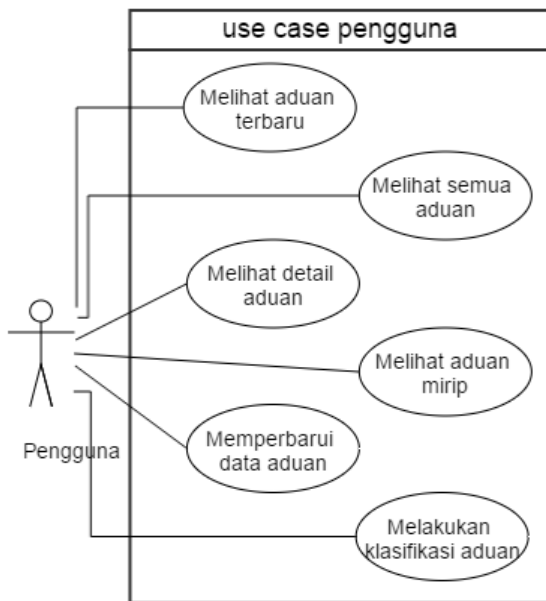 use case pengguna
Melihat aduan
terbaru
Melihat semua
aduan
Melihat detail
aduan
Melihat aduan
mirip
Pengguna
Memperbarui
data aduan
Melakukan
klasifikasi aduan